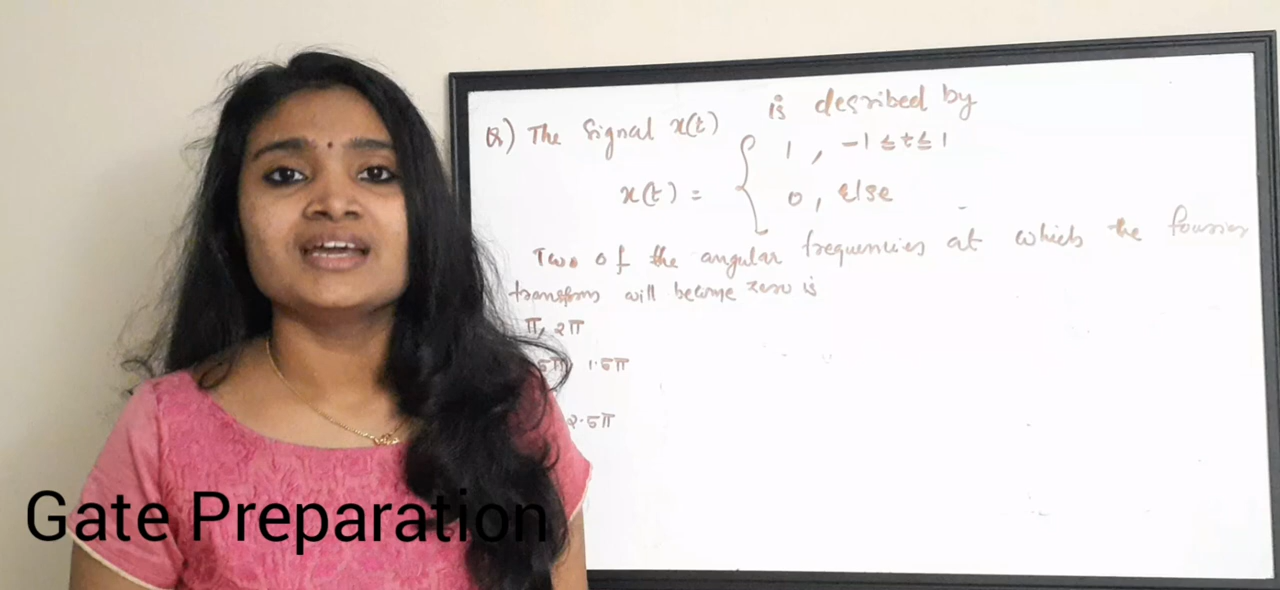 Q) The Signal x(t) is described by
x(t) = { 1, -1 ≤ t ≤ 1
0, else
Two of the angular frequencies at which the fourier
transform will become zero is
π, 2π
5π 1.5π
2.5π
Gate Preparation